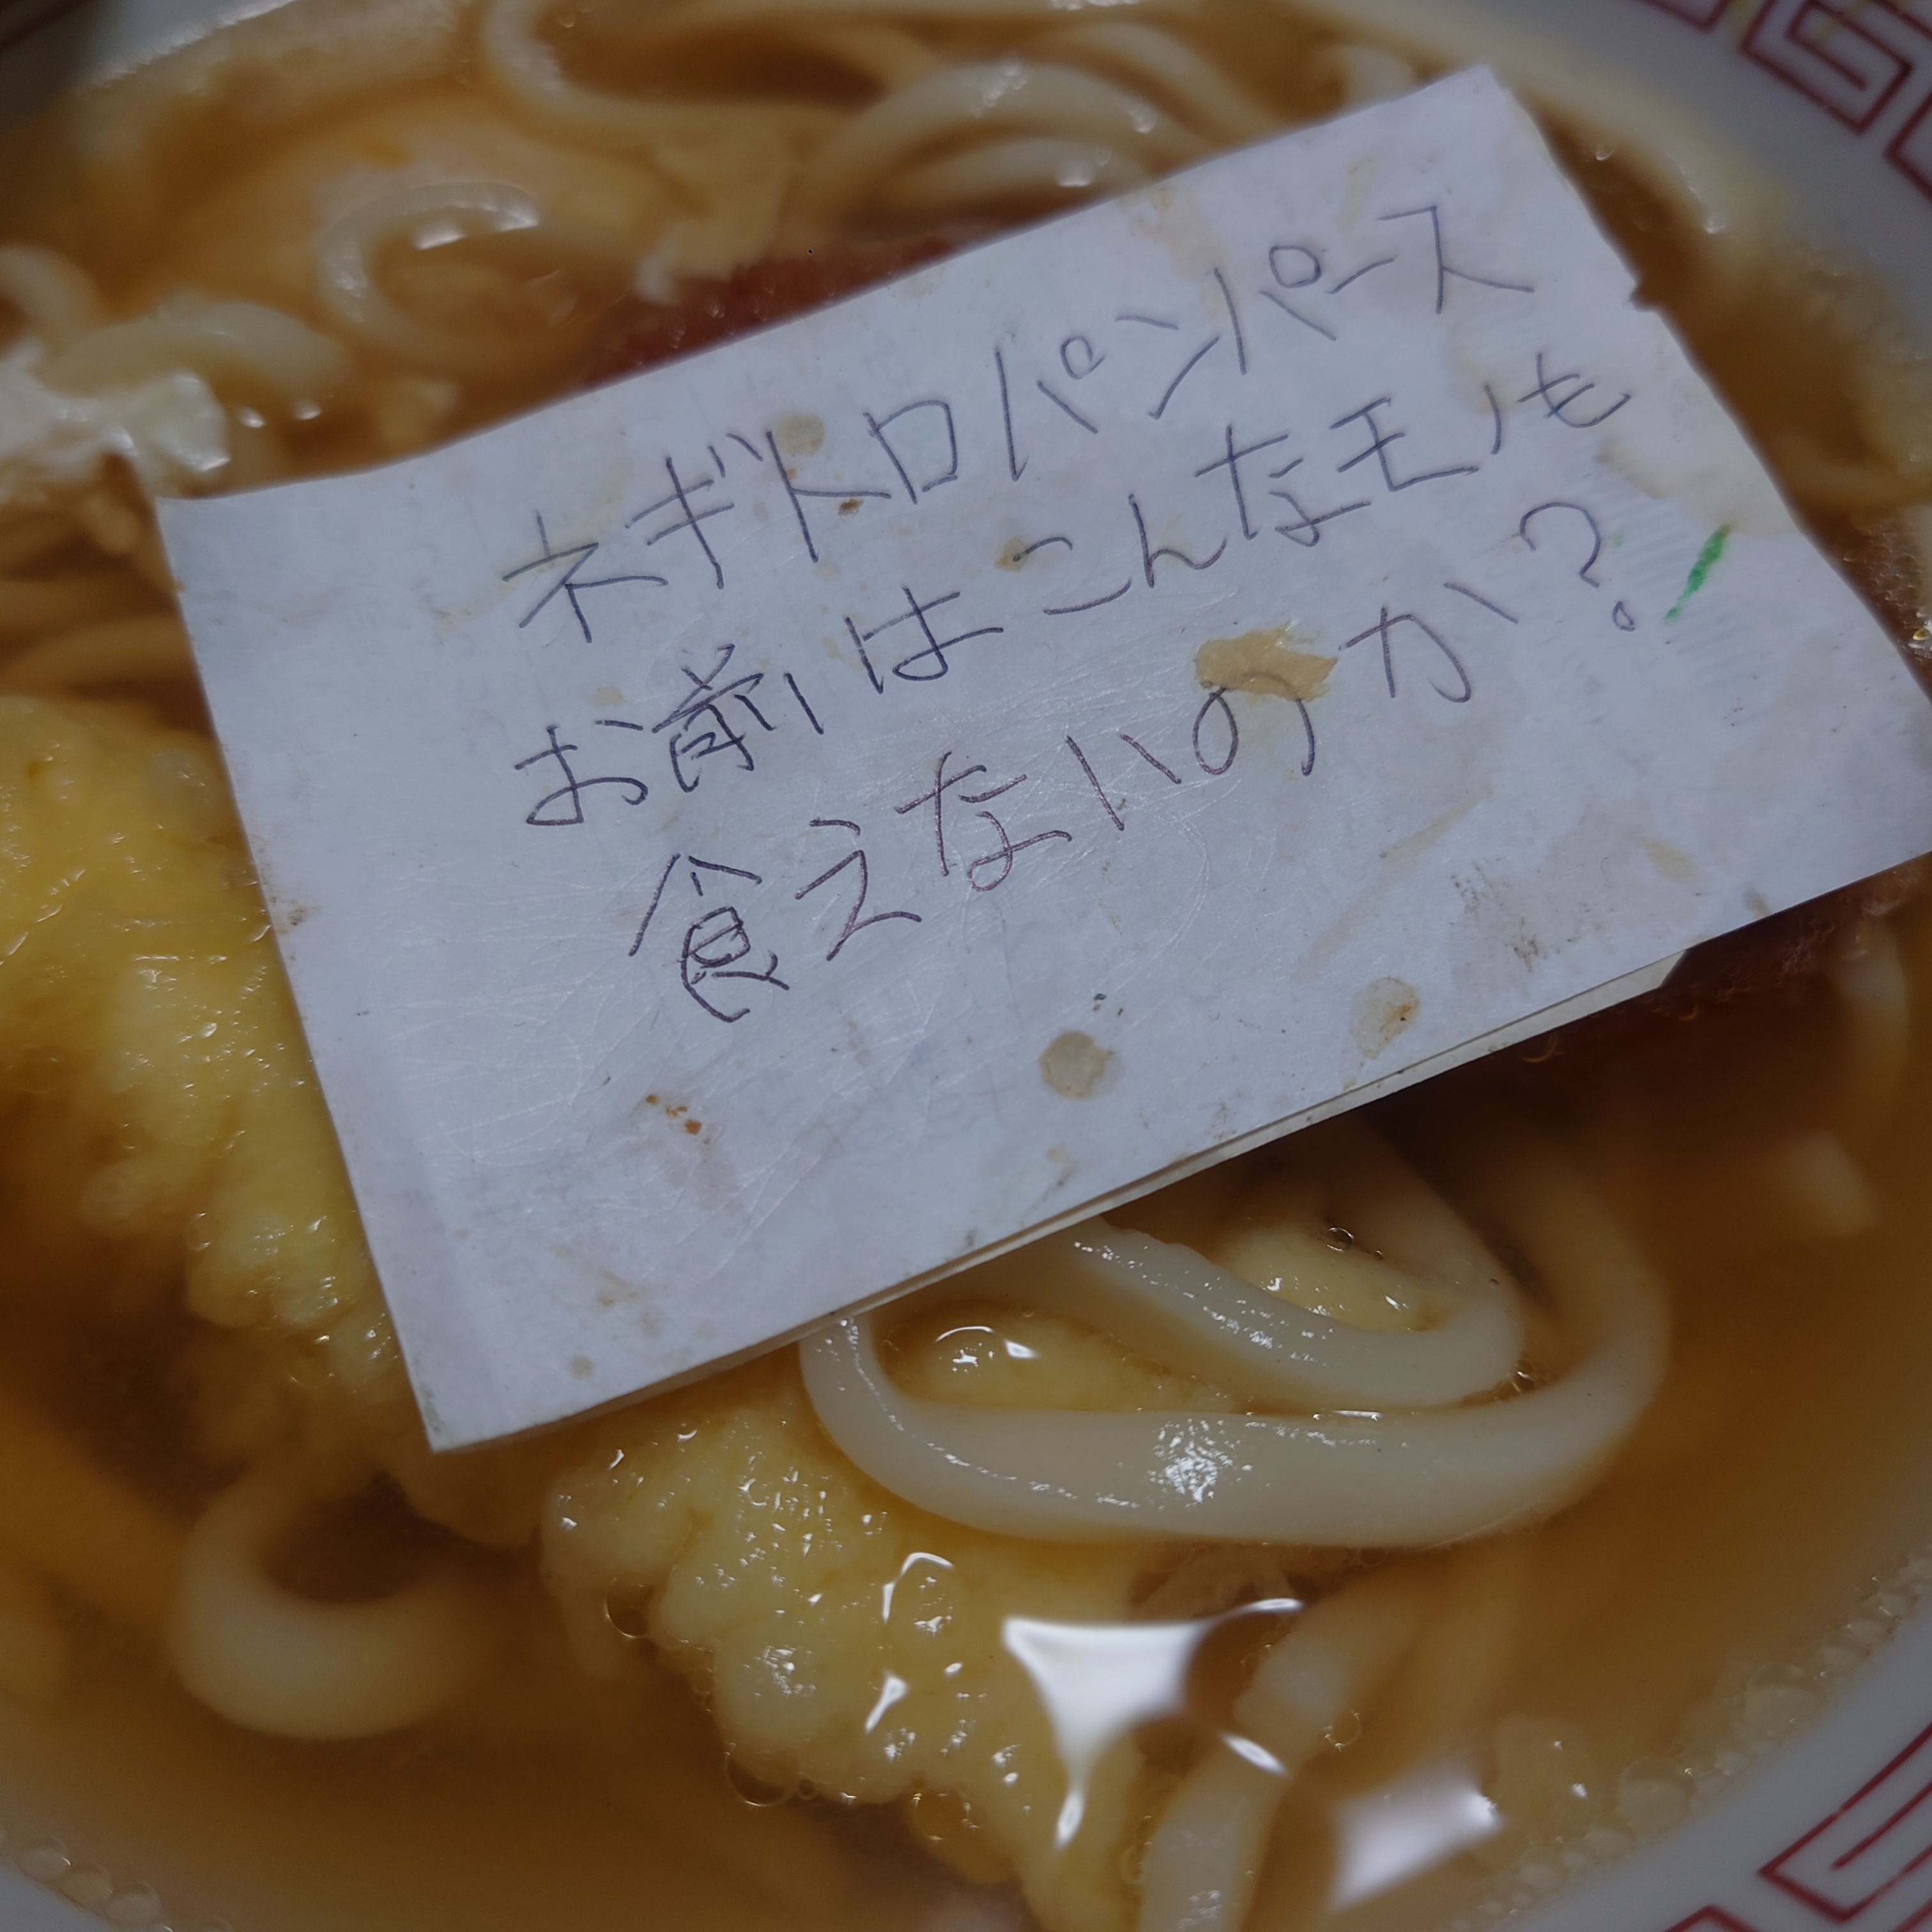 ネギトロパンパース
お前はこんなモノも
食えないのか?